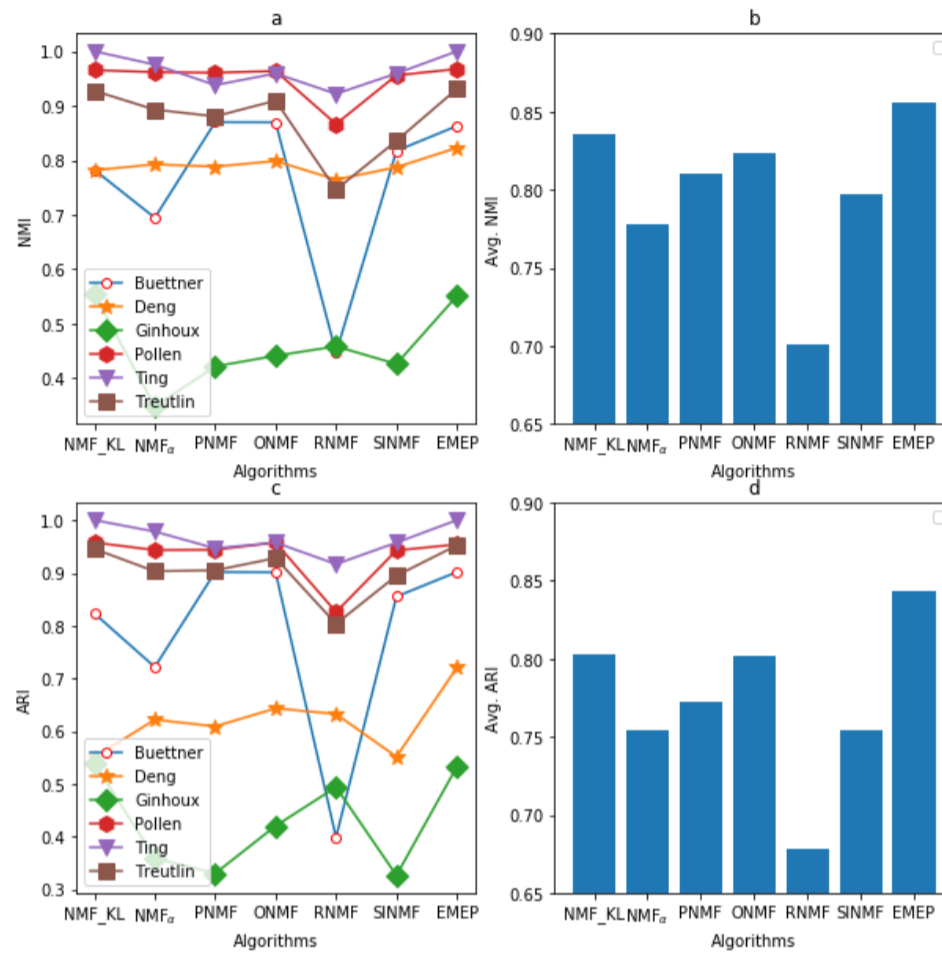 a
1.0
0.9
0.8
0.7
0.6
0.5
0.4
NMI
Buettner
Deng
Ginhoux
Pollen
Ting
Treutlin
NMF_KL NMFα PNMF ONMF RNMF SINMF EMEP
Algorithms
b
0.90
0.85
0.80
0.75
0.70
0.65
Avg. NMI
NMF_KL NMFα PNMF ONMF RNMF SINMF EMEP
Algorithms
c
1.0
0.9
0.8
0.7
0.6
0.5
0.4
0.3
ARI
Buettner
Deng
Ginhoux
Pollen
Ting
Treutlin
NMF_KL NMFα PNMF ONMF RNMF SINMF EMEP
Algorithms
d
0.90
0.85
0.80
0.75
0.70
0.65
Avg. ARI
NMF_KL NMFα PNMF ONMF RNMF SINMF EMEP
Algorithms